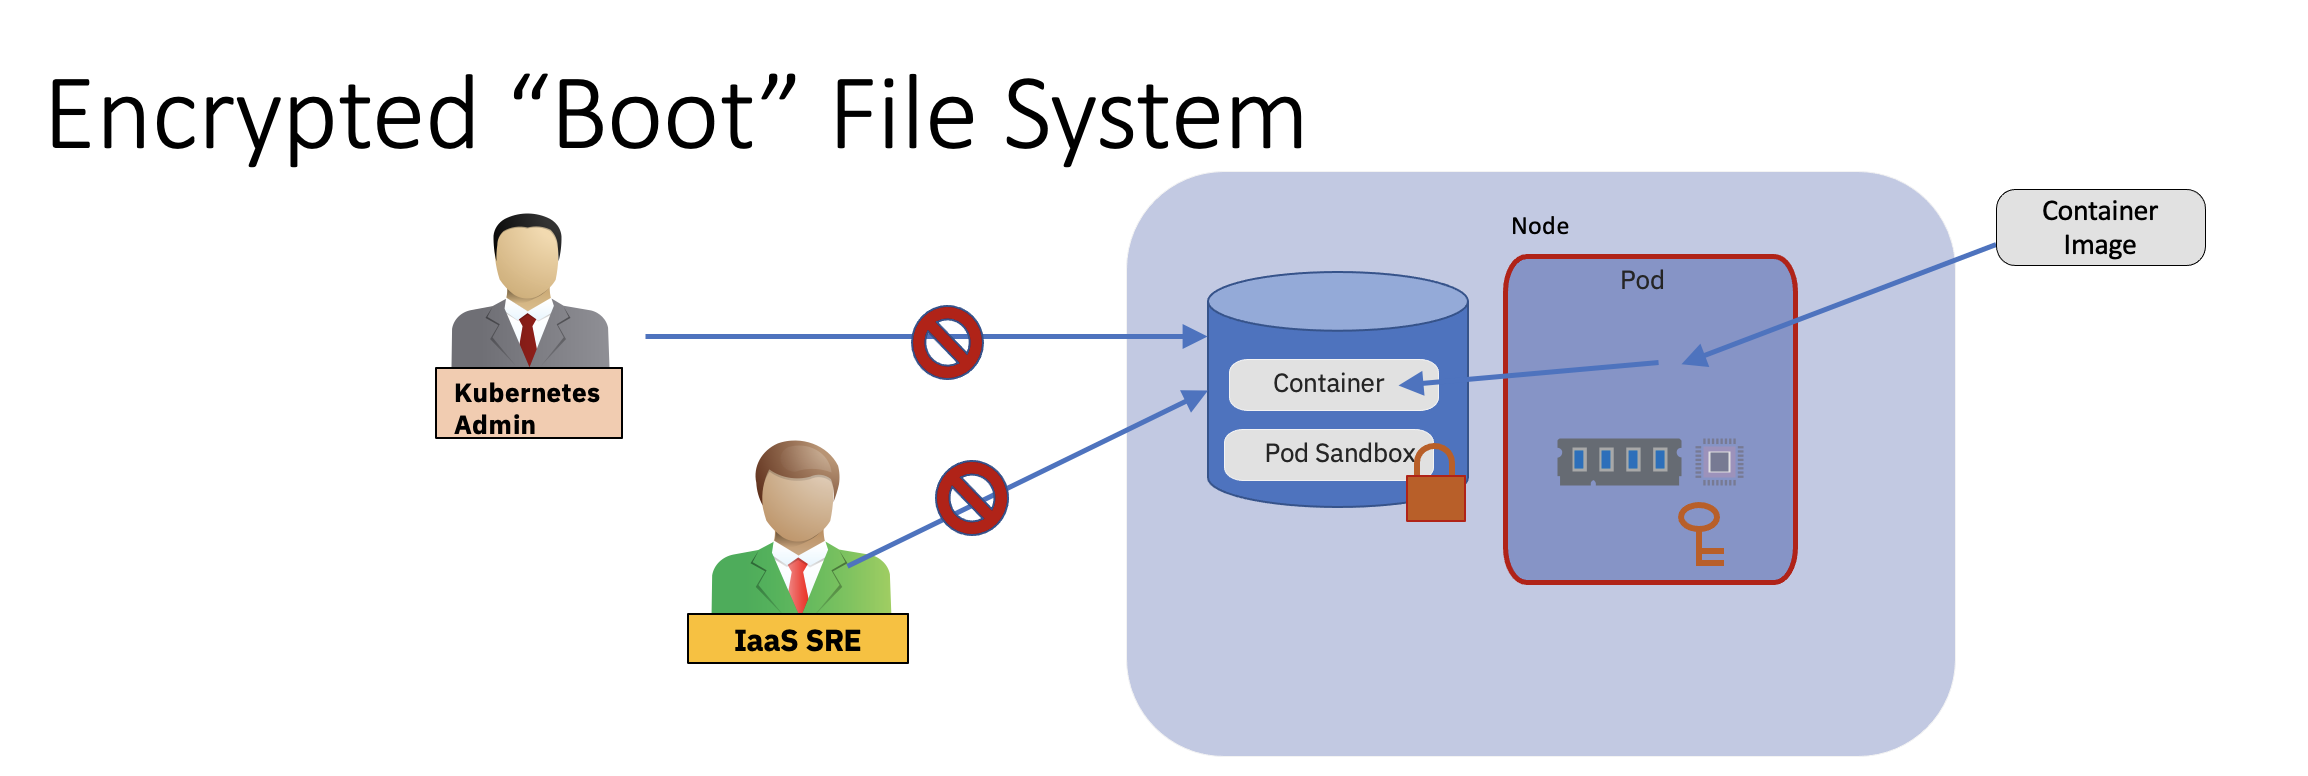 Encrypted “Boot” File System
Node
Container
Image
Pod
Kubernetes
Admin
Container
Pod Sandbox
IaaS SRE